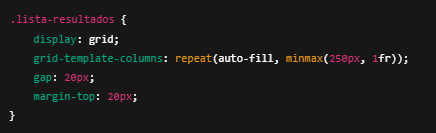 .lista-resultados {
    display: grid;
    grid-template-columns: repeat(auto-fill, minmax(250px, 1fr));
    gap: 20px;
    margin-top: 20px;
}